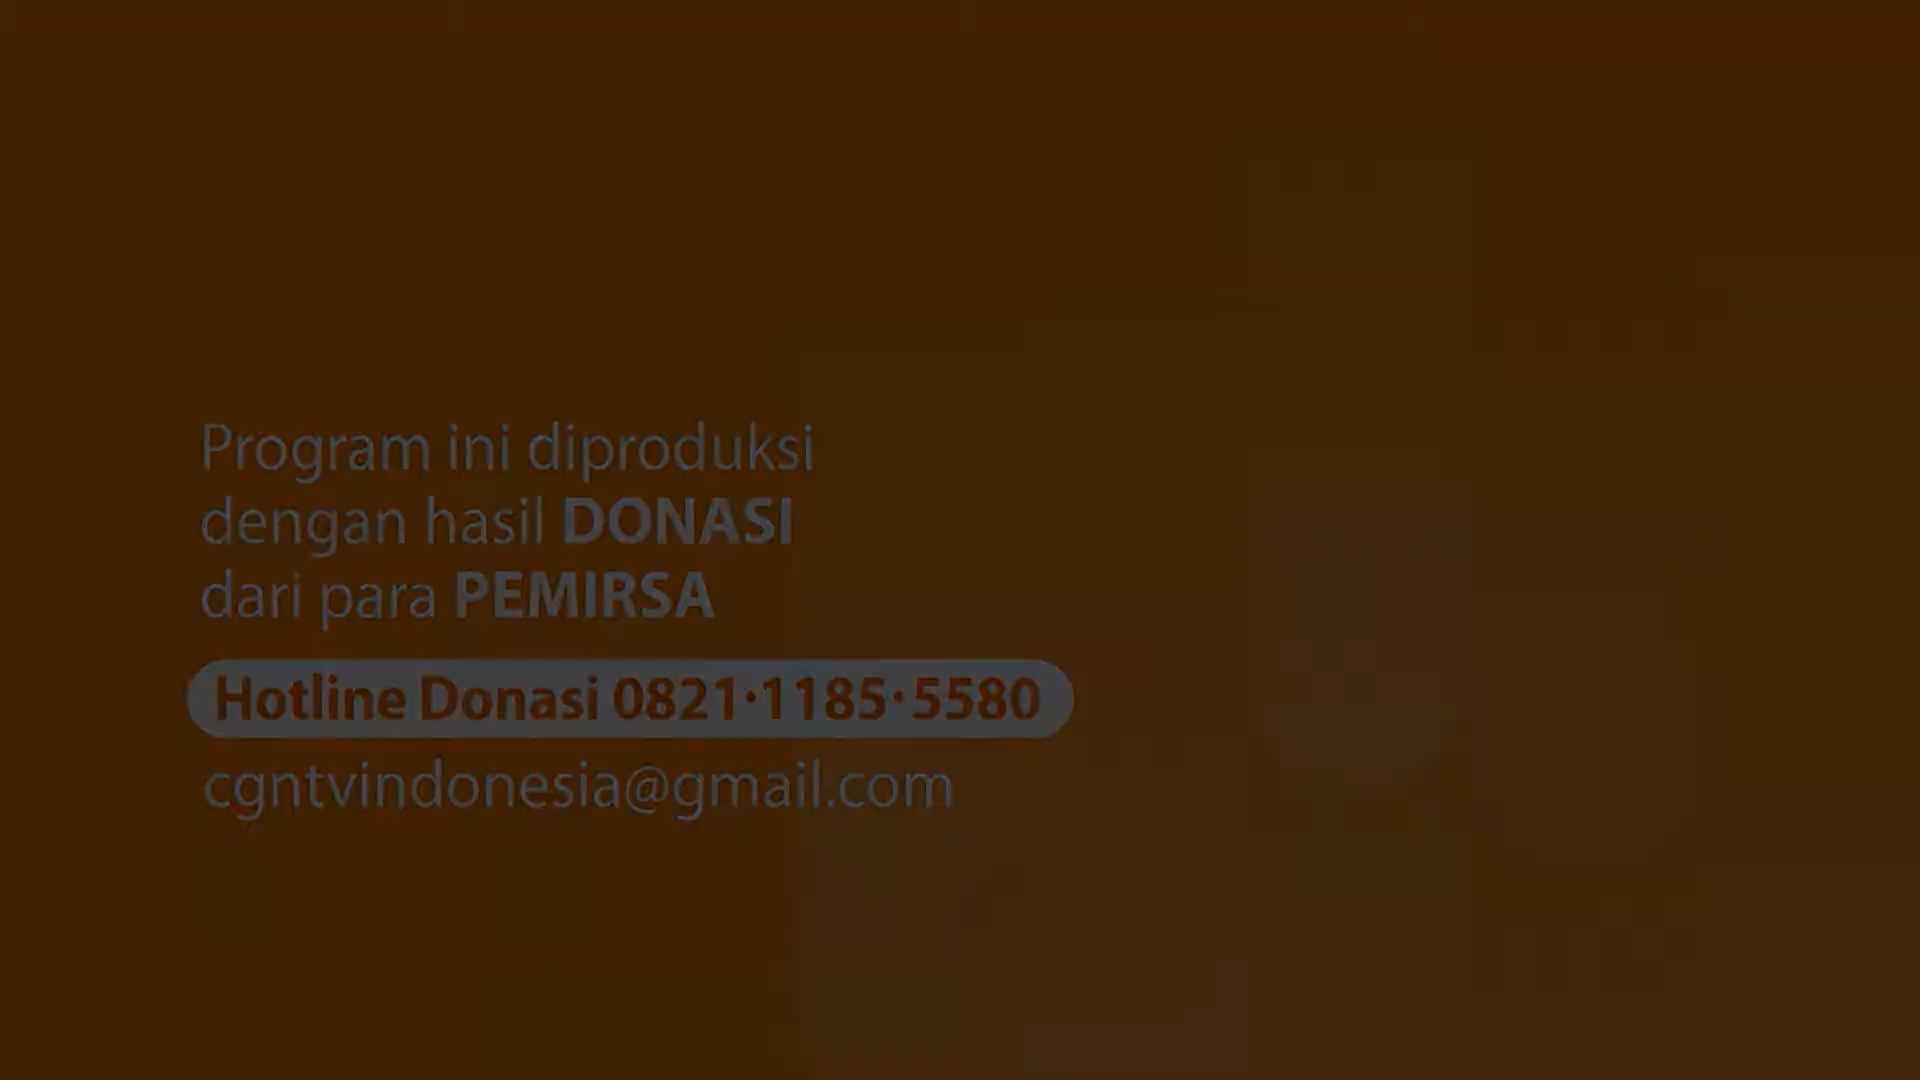 Program ini diproduksi
dengan hasil DONASI
dari para PEMIRSA
Hotline Donasi 0821·1185·5580
cgntvindonesia@gmail.com